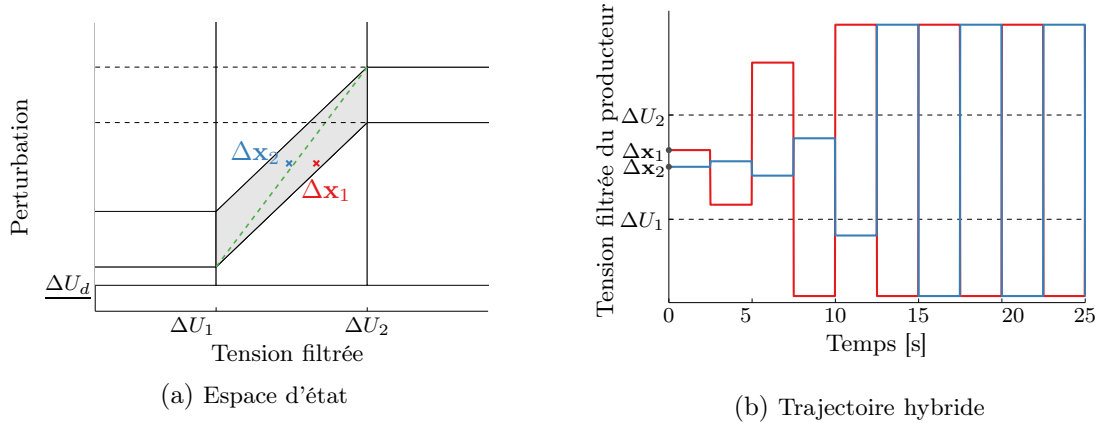 Perturbation
Δx₂
Δx₁
ΔU_d
ΔU₁
ΔU₂
Tension filtrée
(a) Espace d'état
Tension filtrée du producteur
ΔU₂
Δx₁
Δx₂
ΔU₁
0
5
10
15
20
25
Temps [s]
(b) Trajectoire hybride